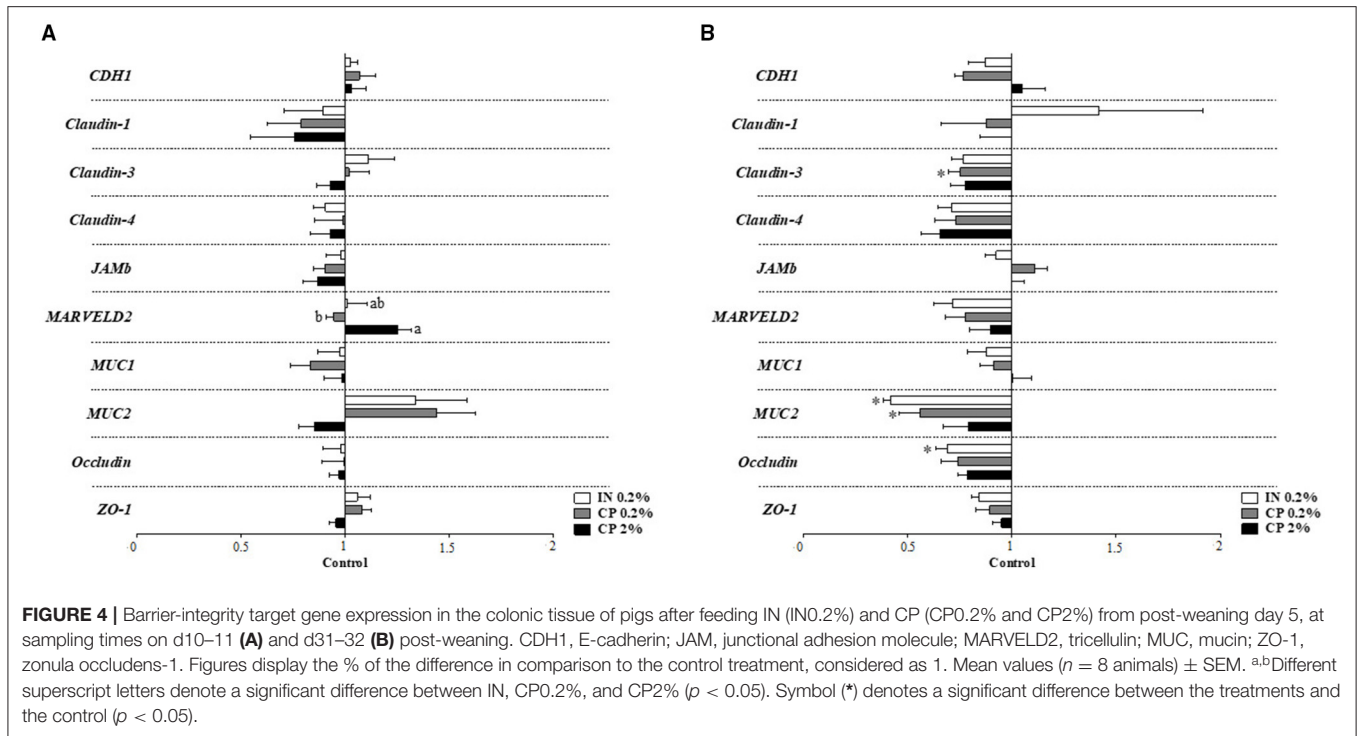 A
CDH1
Claudin-1
Claudin-3
Claudin-4
JAMb
MARVELD2
MUC1
MUC2
Occludin
ZO-1
ab
b
a
IN 0.2%
CP 0.2%
CP 2%
0 0.5 1 1.5 2
Control
B
CDH1
Claudin-1
Claudin-3
*
Claudin-4
JAMb
MARVELD2
MUC1
MUC2
*
*
Occludin
*
ZO-1
IN 0.2%
CP 0.2%
CP 2%
0 0.5 1 1.5 2
Control
FIGURE 4 | Barrier-integrity target gene expression in the colonic tissue of pigs after feeding IN (IN0.2%) and CP (CP0.2% and CP2%) from post-weaning day 5, at
sampling times on d10–11 (A) and d31–32 (B) post-weaning. CDH1, E-cadherin; JAM, junctional adhesion molecule; MARVELD2, tricellulin; MUC, mucin; ZO-1,
zonula occludens-1. Figures display the % of the difference in comparison to the control treatment, considered as 1. Mean values (n = 8 animals) ± SEM. a,bDifferent
superscript letters denote a significant difference between IN, CP0.2%, and CP2% (p < 0.05). Symbol (*) denotes a significant difference between the treatments and
the control (p < 0.05).